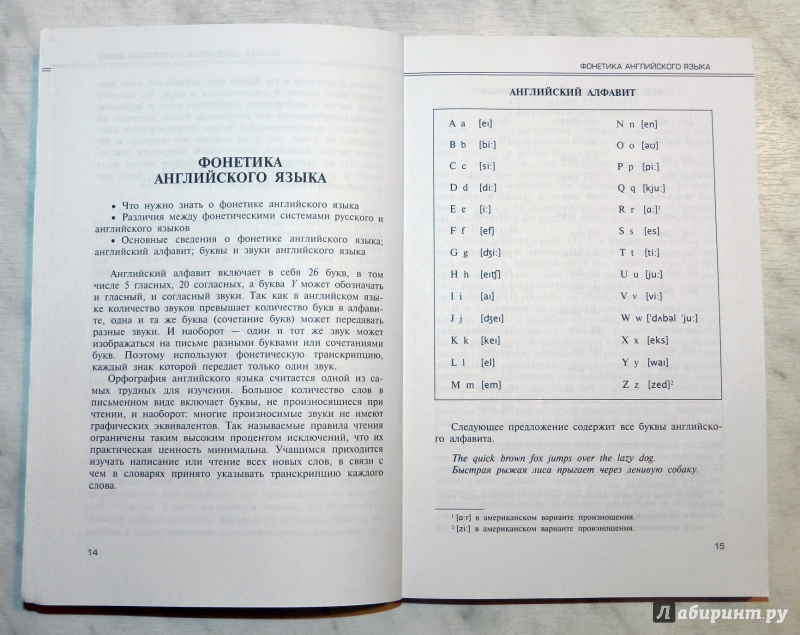 ФОНЕТИКА
АНГЛИЙСКОГО ЯЗЫКА
• Что нужно знать о фонетике английского языка
• Различия между фонетическими системами русского и
английского языков
• Основные сведения о фонетике английского языка;
английский алфавит; буквы и звуки английского языка
Английский алфавит включает в себя 26 букв, в том
числе 5 гласных, 20 согласных, а буква Y может обозначать
и гласный, и согласный звуки. Так как в английском язы-
ке количество звуков превышает количество букв в алфави-
те, одна и та же буква (сочетание букв) может передавать
разные звуки. И наоборот — один и тот же звук может
изображаться на письме разными буквами или сочетаниями
букв. Поэтому используют фонетическую транскрипцию,
каждый знак которой передает только один звук.
Орфография английского языка считается одной из са-
мых трудных для изучения. Большое количество слов в
письменном виде включает буквы, не произносящиеся при
чтении, и наоборот: многие произносимые звуки не имеют
графических эквивалентов. Так называемые правила чтения
ограничены таким высоким процентом исключений, что их
практическая ценность минимальна. Учащимся приходится
изучать написание или чтение всех новых слов, в связи с
чем в словарях принято указывать транскрипцию каждого
слова.
14
ФОНЕТИКА АНГЛИЙСКОГО ЯЗЫКА
АНГЛИЙСКИЙ АЛФАВИТ
A a [eı]
B b [bi:]
C c [si:]
D d [di:]
E e [i:]
F f [ef]
G g [ʤi:]
H h [eıʧ]
I i [aı]
J j [ʤeı]
K k [keı]
L l [el]
M m [em]
N n [en]
O o [əʊ]
P p [pi:]
Q q [kju:]
R r [ɑ:]¹
S s [es]
T t [ti:]
U u [ju:]
V v [vi:]
W w ['dʌbəl 'ju:]
X x [eks]
Y y [waı]
Z z [zed]²
Следующее предложение содержит все буквы английско-
го алфавита.
The quick brown fox jumps over the lazy dog.
Быстрая рыжая лиса прыгает через ленивую собаку.
¹ [ɑ:r] в американском варианте произношения.
² [zi:] в американском варианте произношения.
15
Лабиринт.ру